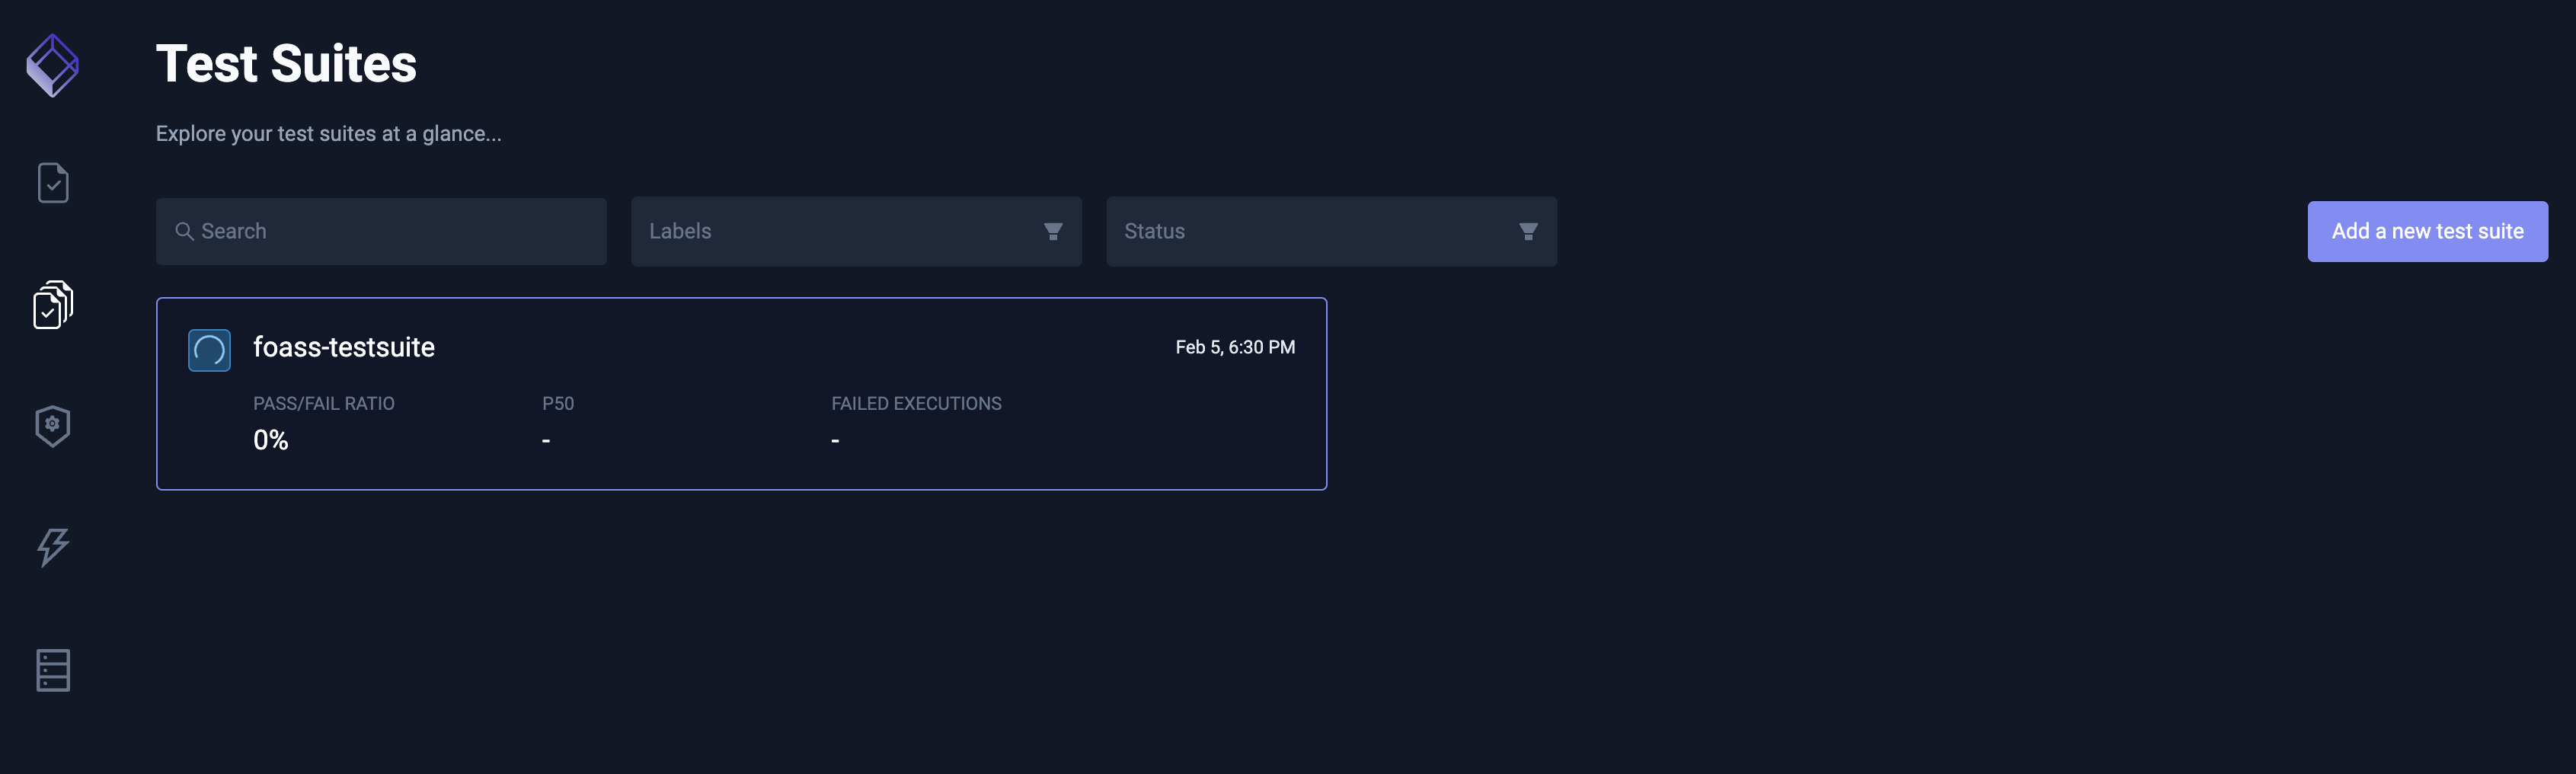 Test Suites
Explore your test suites at a glance...
Search
Labels
Status
Add a new test suite
foass-testsuite
Feb 5, 6:30 PM
PASS/FAIL RATIO
P50
FAILED EXECUTIONS
0%
-
-